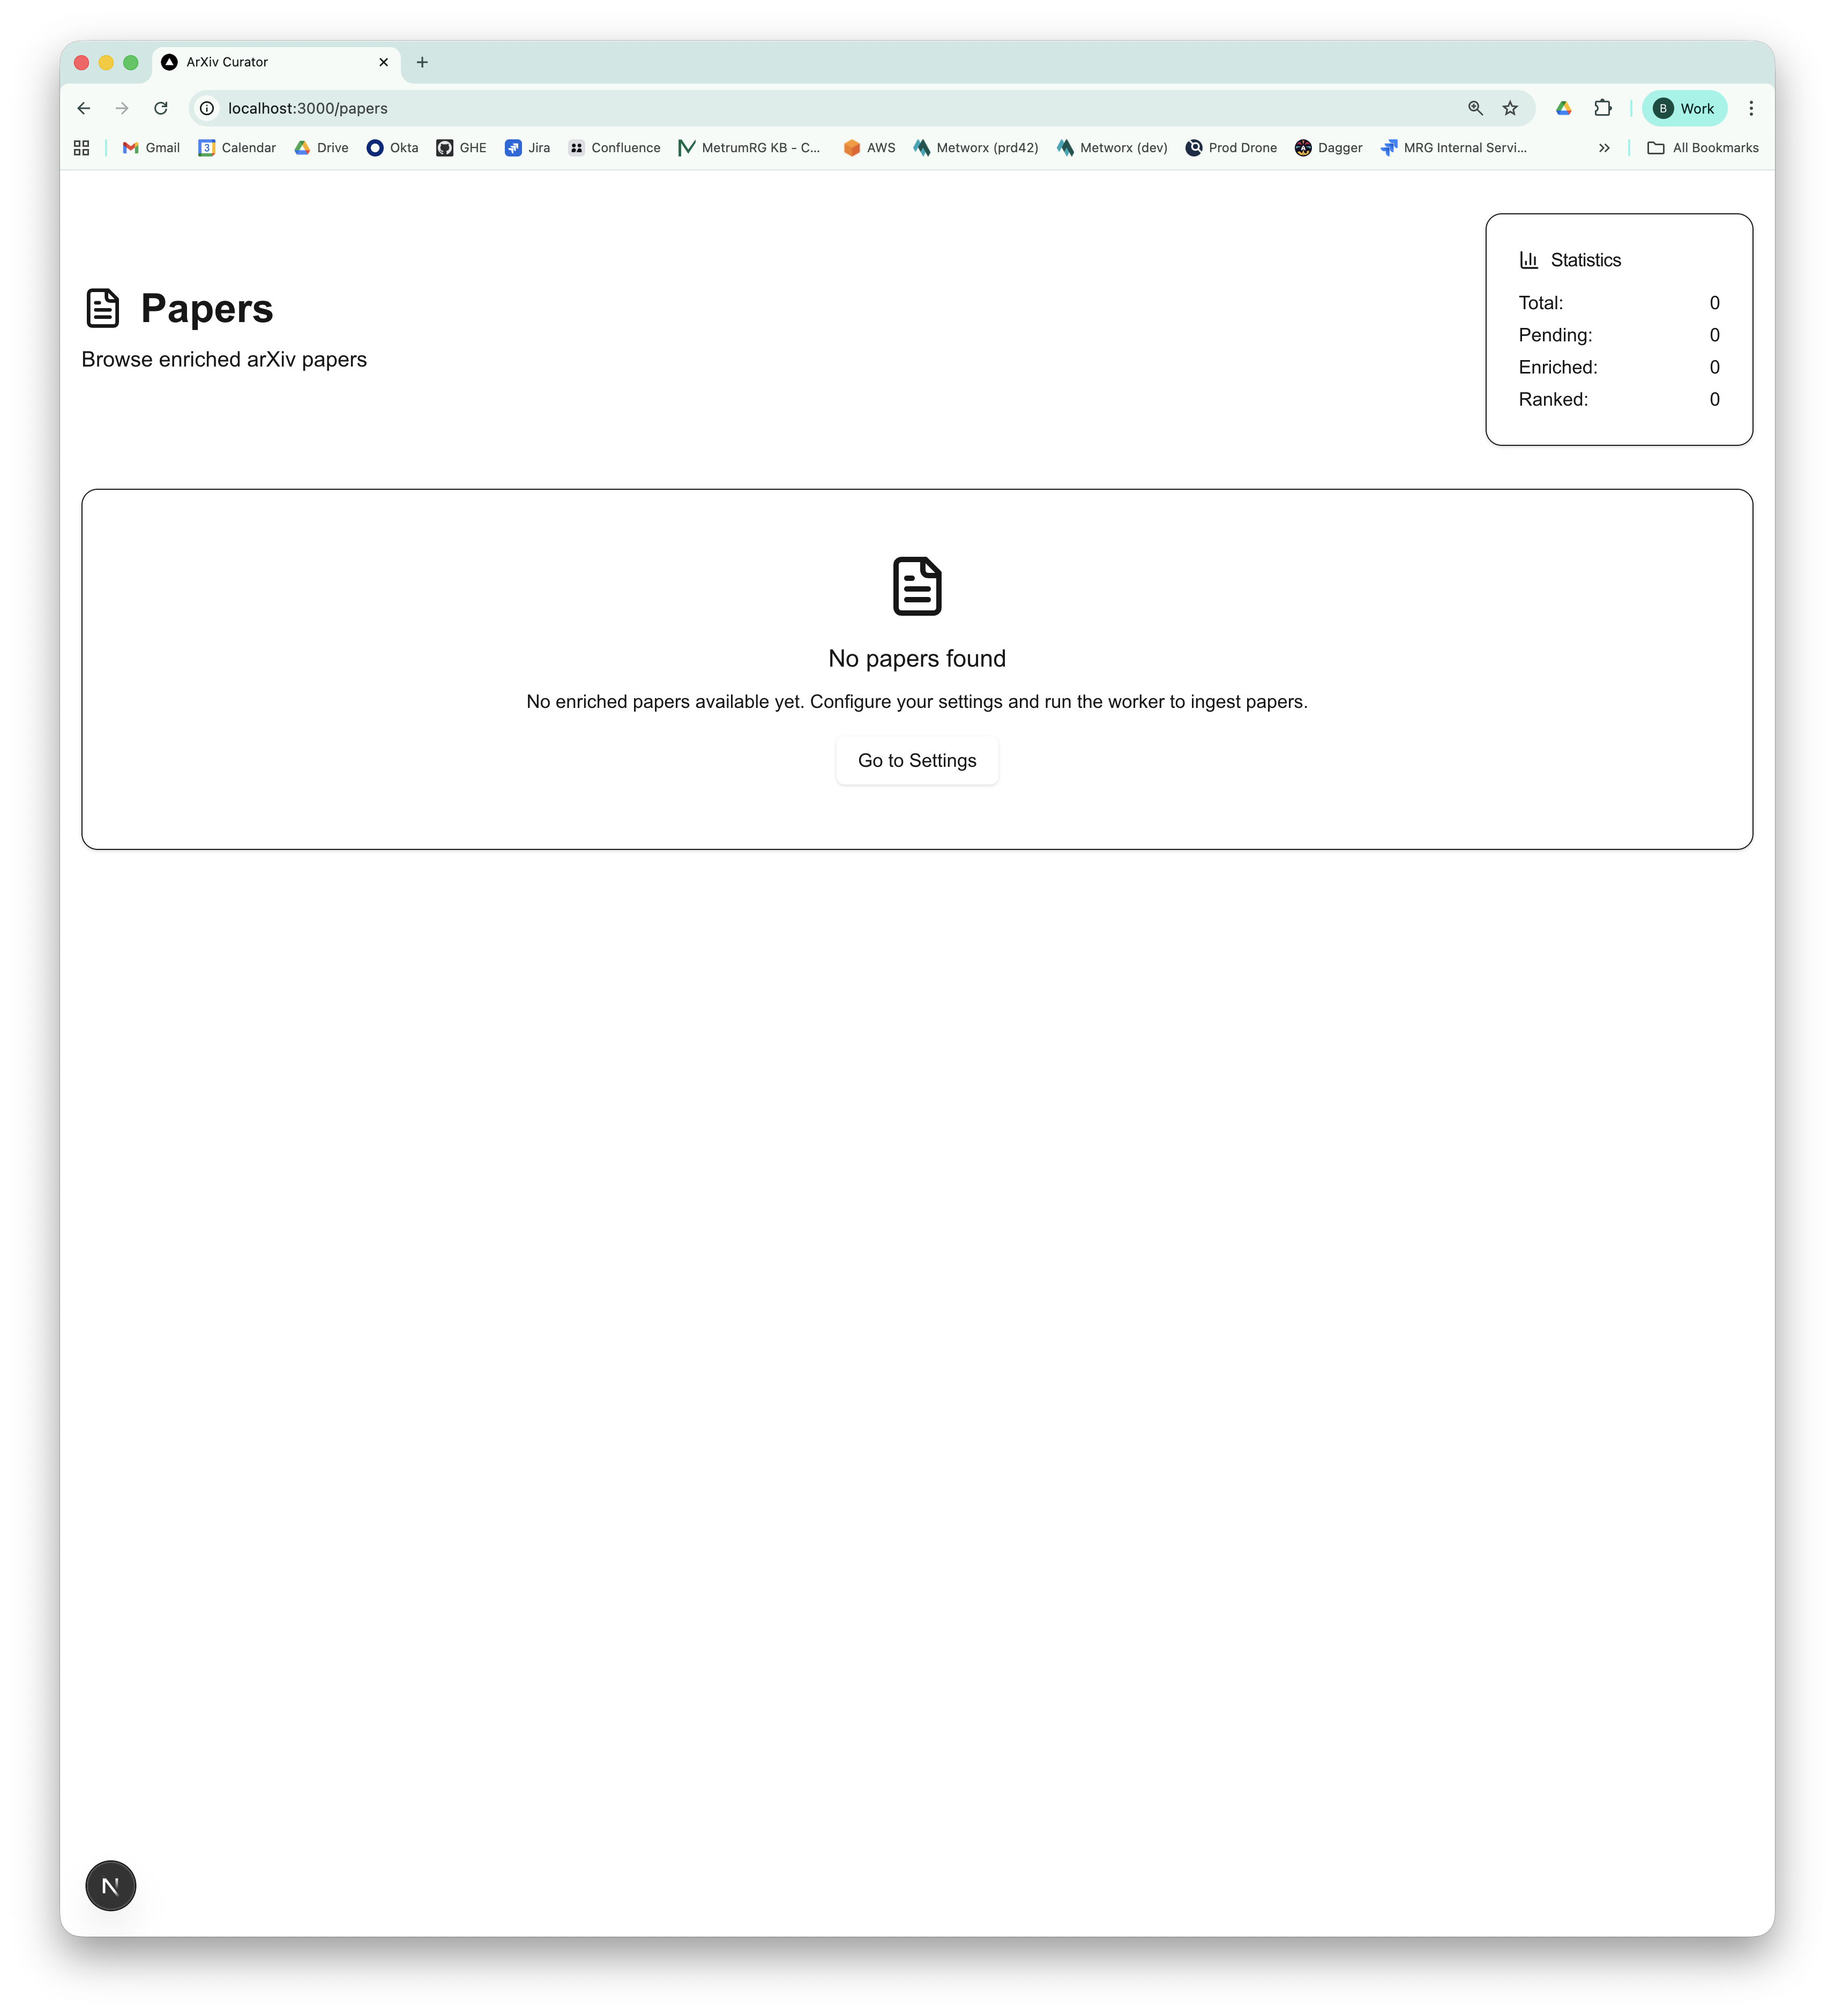 ArXiv Curator
localhost:3000/papers
B Work
Gmail 3 Calendar Drive Okta GHE Jira Confluence MetrumRG KB - C... AWS Metworx (prd42) Metworx (dev) Prod Drone Dagger MRG Internal Servi... All Bookmarks
Statistics
Total: 0
Pending: 0
Enriched: 0
Ranked: 0
Papers
Browse enriched arXiv papers
No papers found
No enriched papers available yet. Configure your settings and run the worker to ingest papers.
Go to Settings
N